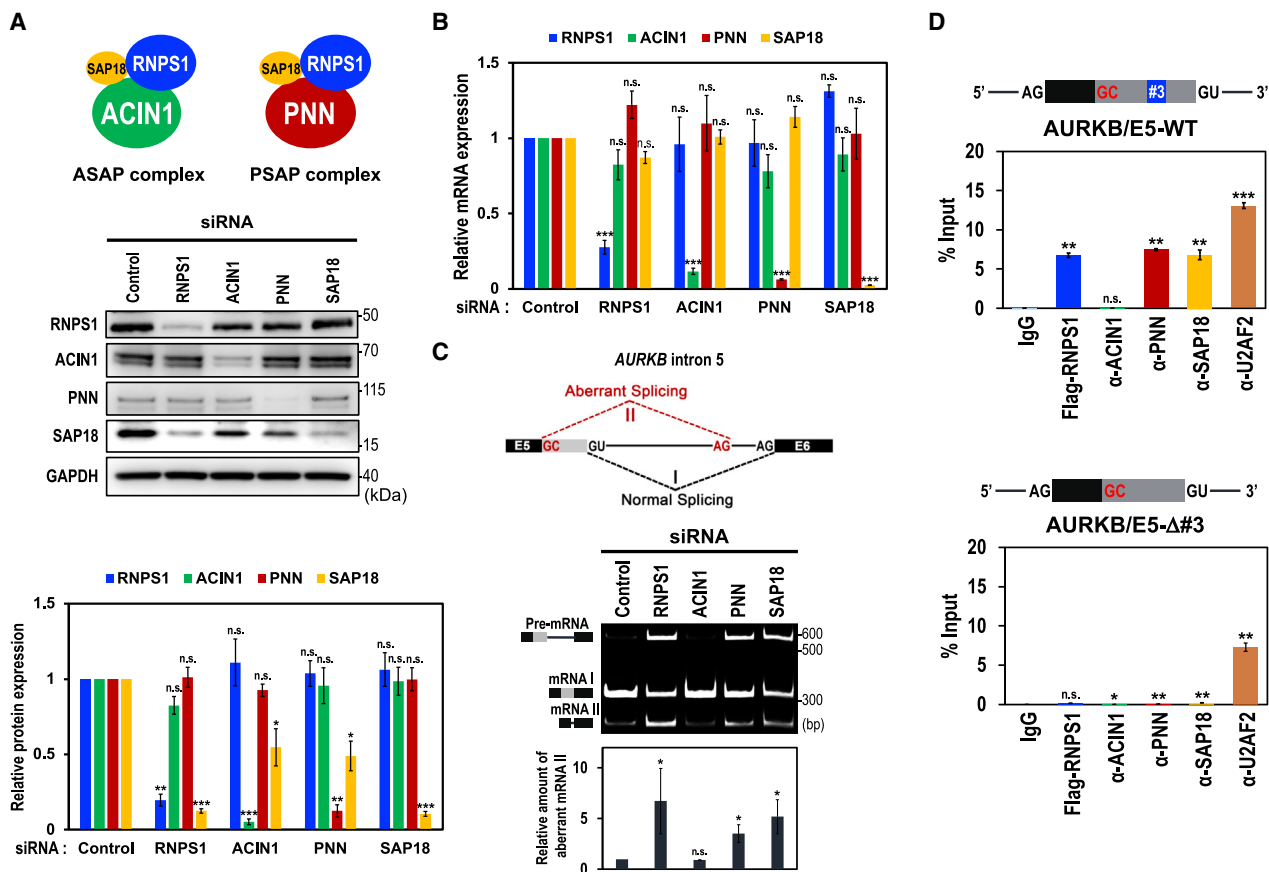 A
SAP18 RNPS1
ACIN1
ASAP complex
SAP18 RNPS1
PNN
PSAP complex
siRNA
Control RNPS1 ACIN1 PNN SAP18
RNPS1 50
ACIN1 70
PNN 115
SAP18 15
GAPDH 40
(kDa)
RNPS1 ACIN1 PNN SAP18
Relative protein expression
1.5
1
0.5
0
n.s. n.s. n.s. n.s. n.s. n.s. n.s. n.s. n.s.
** *** *** * ** * ***
siRNA : Control RNPS1 ACIN1 PNN SAP18
B
RNPS1 ACIN1 PNN SAP18
Relative mRNA expression
1.5
1
0.5
0
n.s. n.s. n.s. n.s. n.s. n.s. n.s. n.s. n.s. n.s. n.s. n.s.
*** *** *** ***
siRNA : Control RNPS1 ACIN1 PNN SAP18
C
AURKB intron 5
Aberrant Splicing
II
E5 GC GU AG AG E6
I
Normal Splicing
siRNA
Control RNPS1 ACIN1 PNN SAP18
Pre-mRNA 600
500
mRNA I
300
mRNA II
(bp)
Relative amount of
aberrant mRNA II
10
5
0
* n.s. * *
D
5’ AG GC #3 GU 3’
AURKB/E5-WT
% Input
20
15
10
5
0
** n.s. ** ** ***
IgG Flag-RNPS1 α-ACIN1 α-PNN α-SAP18 α-U2AF2
5’ AG GC GU 3’
AURKB/E5-Δ#3
% Input
20
15
10
5
0
n.s. * ** ** **
IgG Flag-RNPS1 α-ACIN1 α-PNN α-SAP18 α-U2AF2